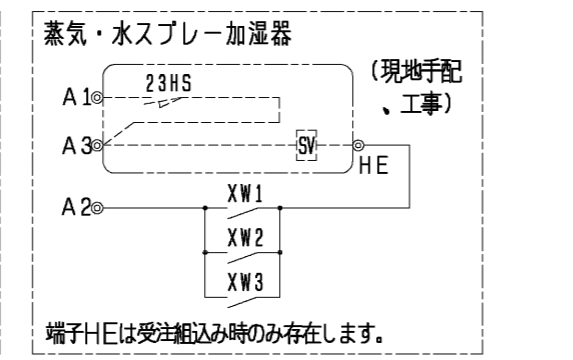 蒸気・水スプレー加湿器
(現地手配
、工事)
23HS
A1
A3
SV
HE
A2
XW1
XW2
XW3
端子HEは受注組込み時のみ存在します。